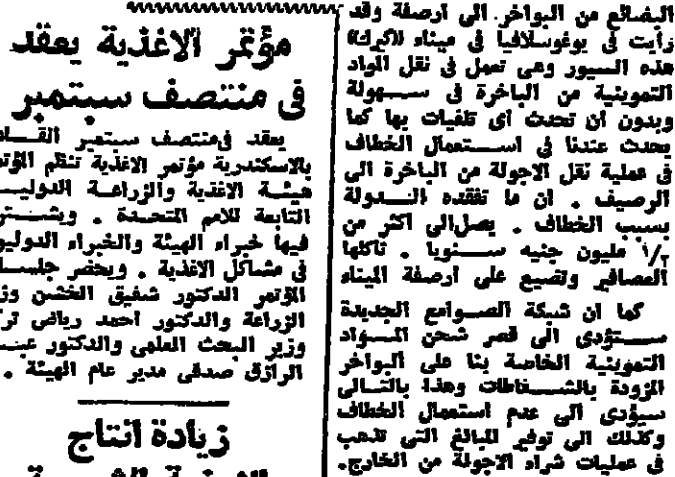 البضائع من البواخر الى ارصفة وقد
رأيت فى يوغوسلافيا فى ميناء «كبرك»
هذه السيور وهى تعمل فى نقل المواد
التموينية من الباخرة فى سهولة
وبدون ان تحدث أى تلفيات بها كما
يحدث عندنا فى استعمال الخطاف
فى عملية نقل الاجولة من الباخرة الى
الرصيف . ان ما تفقده الدولة
بسبب الخطاف . يصل الى اكثر من
١/٢ مليون جنيه سنويا . تاكلها
العصافير وتضيع على ارصفة الميناء
كما ان شبكة الصوامع الجديدة
ستؤدى الى قصر شحن المواد
التموينية الخاصة بنا على البواخر
المزودة بالشفاطات وهذا بالتالى
سيؤدى الى عدم استعمال الخطاف
وكذلك الى توفير المبالغ التى تذهب
فى عمليات شراء الاجولة من الخارج.
مؤتمر الاغذية يعقد
فى منتصف سبتمبر
يعقد فى منتصف سبتمبر
بالاسكندرية مؤتمر الاغذية تنظم
هيئة الاغذية والزراعة
التابعة للامم المتحدة .
فيها خبراء الهيئة والخبراء
فى مشاكل الاغذية . ويحضر
المؤتمر الدكتور شفيق الخشن
الزراعة والدكتور احمد رياض
وزير البحث العلمى والدكتور
الرازق صدقى مدير عام الهيئة .
زيادة انتاج